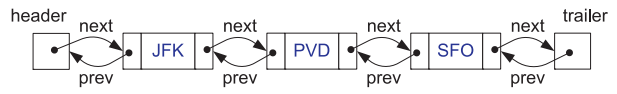 header trailer
next next next next
JFK PVD SFO
prev prev prev prev